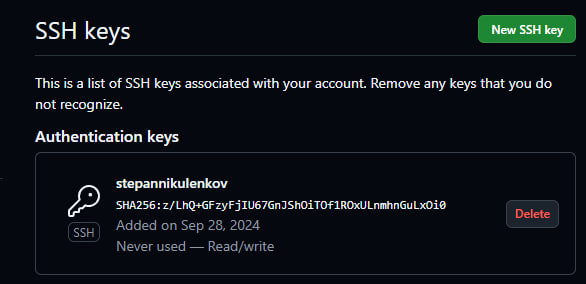 SSH keys
New SSH key
This is a list of SSH keys associated with your account. Remove any keys that you do
not recognize.
Authentication keys
stepannikulenkov
SHA256:z/LhQ+GFzyFjIU67GnJShOiTOf1ROxULnmhnGuLxOi0
Added on Sep 28, 2024
SSH
Never used — Read/write
Delete